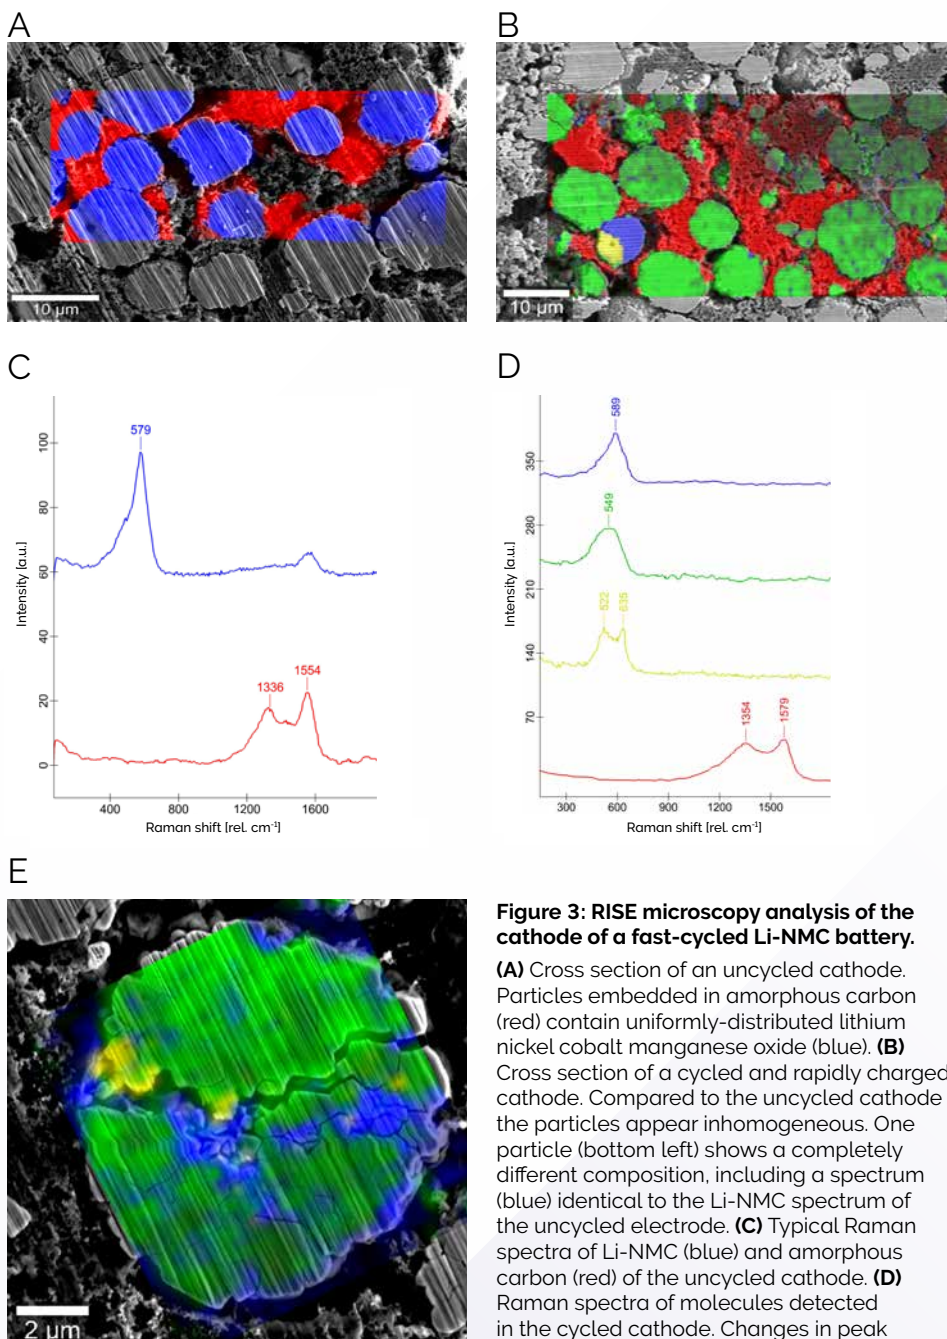 A
B
10 µm
10 µm
C
D
579
100
80
60
40
20
0
Intensity [a.u.]
1336
1554
400
800
1200
1600
Raman shift [rel. cm⁻¹]
589
549
522
635
1354
1579
350
280
210
140
70
Intensity [a.u.]
300
600
900
1200
1500
Raman shift [rel. cm⁻¹]
E
2 µm
Figure 3: RISE microscopy analysis of the
cathode of a fast-cycled Li-NMC battery.
(A) Cross section of an uncycled cathode.
Particles embedded in amorphous carbon
(red) contain uniformly-distributed lithium
nickel cobalt manganese oxide (blue). (B)
Cross section of a cycled and rapidly charged
cathode. Compared to the uncycled cathode
the particles appear inhomogeneous. One
particle (bottom left) shows a completely
different composition, including a spectrum
(blue) identical to the Li-NMC spectrum of
the uncycled electrode. (C) Typical Raman
spectra of Li-NMC (blue) and amorphous
carbon (red) of the uncycled cathode. (D)
Raman spectra of molecules detected
in the cycled cathode. Changes in peak